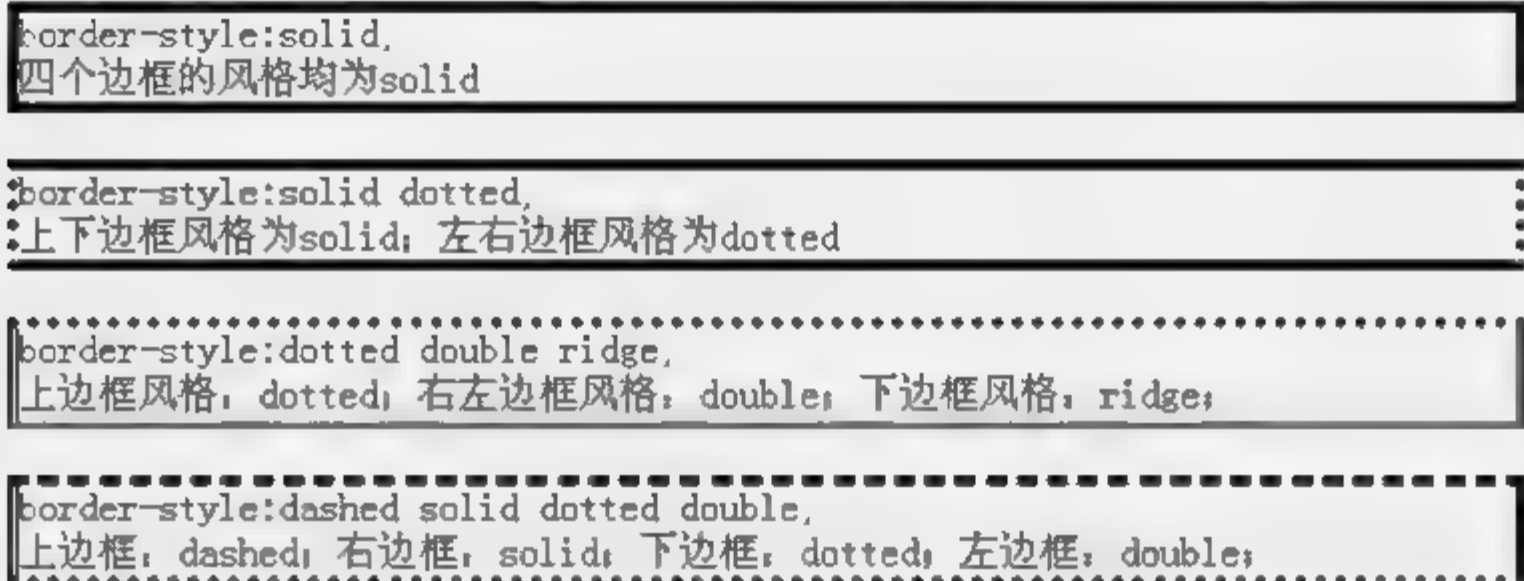 border-style:solid,
四个边框的风格均为solid
border-style:solid dotted,
上下边框风格为solid；左右边框风格为dotted
border-style:dotted double ridge,
上边框风格：dotted；右左边框风格：double；下边框风格：ridge；
border-style:dashed solid dotted double,
上边框：dashed；右边框：solid；下边框：dotted；左边框：double；